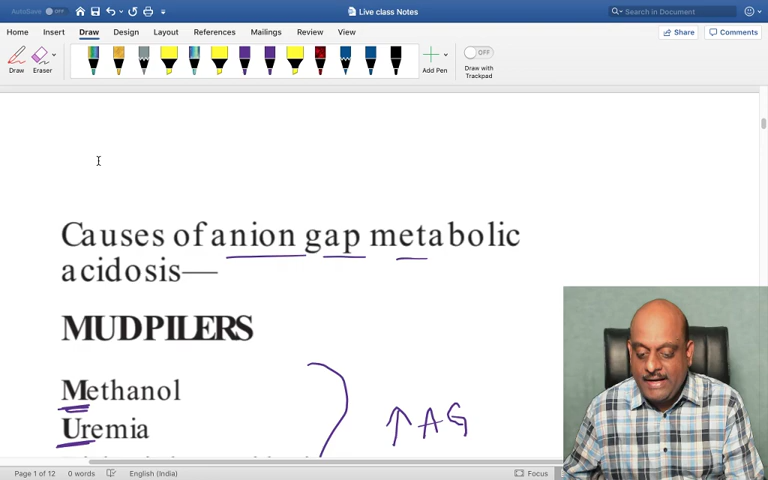 AutoSave OFF
Live class Notes
Search in Document
Home Insert Draw Design Layout References Mailings Review View
Share Comments
Draw Eraser Add Pen Draw with Trackpad
OFF
Causes of anion gap metabolic
acidosis—
MUDPILERS
Methanol
Uremia
↑ AG
Page 1 of 12 0 words English (India) Focus